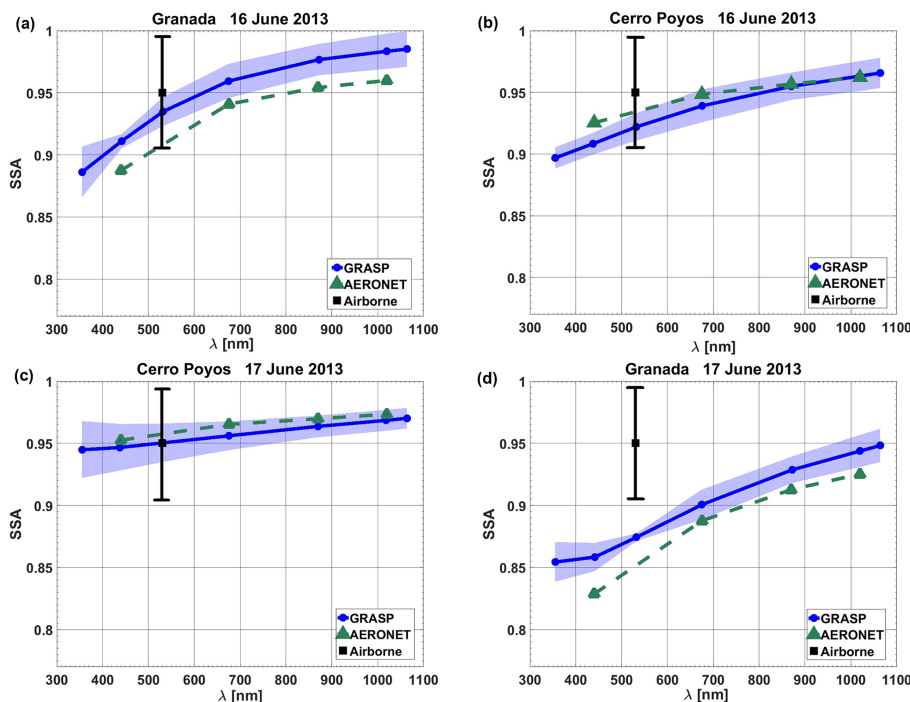 (a) Granada 16 June 2013
1
0.95
0.9
0.85
0.8
SSA
GRASP
AERONET
Airborne
300 400 500 600 700 800 900 1000 1100
λ [nm]
(b) Cerro Poyos 16 June 2013
1
0.95
0.9
0.85
0.8
SSA
GRASP
AERONET
Airborne
300 400 500 600 700 800 900 1000 1100
λ [nm]
(c) Cerro Poyos 17 June 2013
1
0.95
0.9
0.85
0.8
SSA
GRASP
AERONET
Airborne
300 400 500 600 700 800 900 1000 1100
λ [nm]
(d) Granada 17 June 2013
1
0.95
0.9
0.85
0.8
SSA
GRASP
AERONET
Airborne
300 400 500 600 700 800 900 1000 1100
λ [nm]